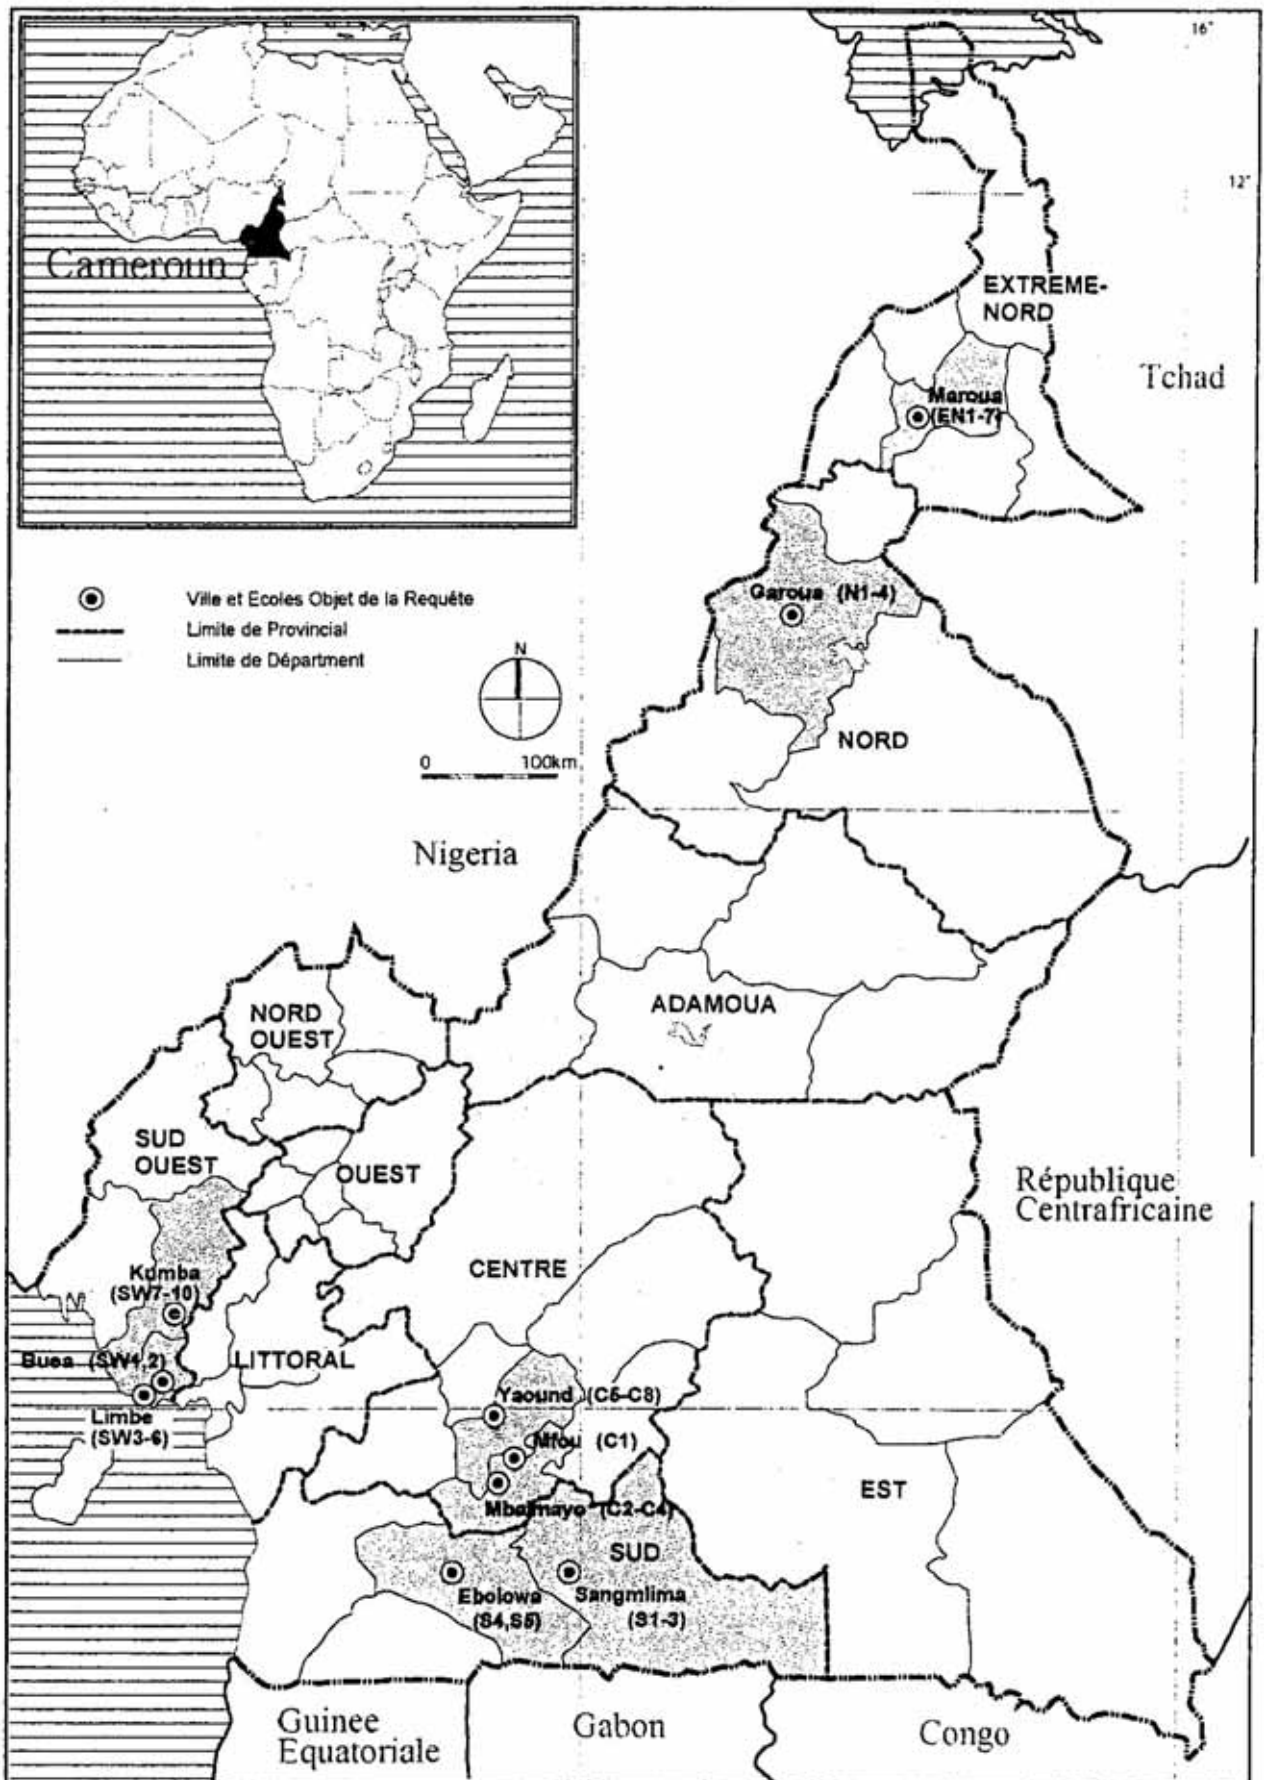 16°
12°
Cameroun
EXTREME-
NORD
Tchad
Maroua
(EN1-7)
Ville et Ecoles Objet de la Requête
Limite de Provincial
Limite de Départment
N
0 100km
Garoua (N1-4)
NORD
Nigeria
ADAMOUA
NORD
OUEST
SUD
OUEST
OUEST
République
Centrafricaine
CENTRE
Kumba
(SW7-10)
Buea (SW1,2)
LITTORAL
Limbe
(SW3-6)
Yaound (C5-C8)
Mfou (C1)
Mbalmayo (C2-C4)
EST
SUD
Ebolowa
(S4,S5)
Sangmlima
(S1-3)
Guinee
Equatoriale
Gabon
Congo